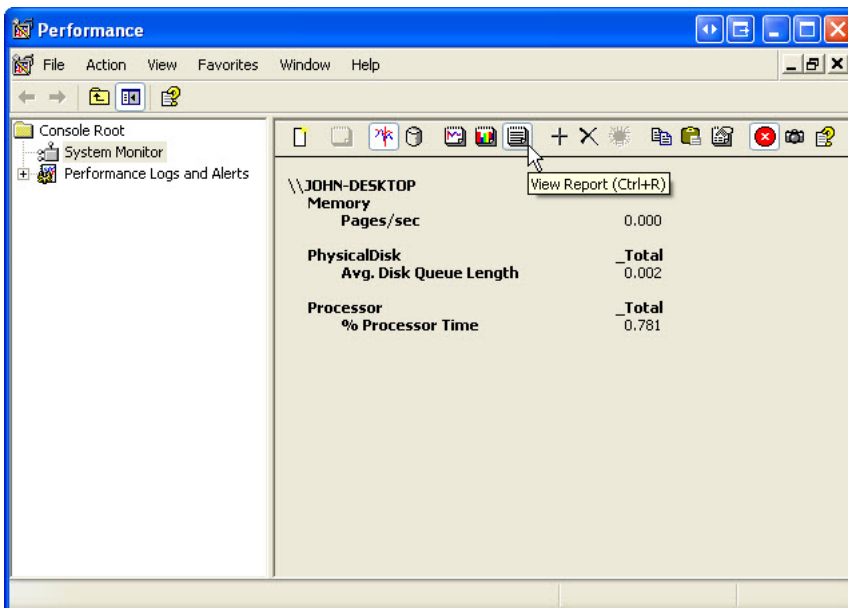 Performance
File Action View Favorites Window Help
Console Root
System Monitor
Performance Logs and Alerts
View Report (Ctrl+R)
\\JOHN-DESKTOP
Memory
Pages/sec 0.000
PhysicalDisk _Total
Avg. Disk Queue Length 0.002
Processor _Total
% Processor Time 0.781